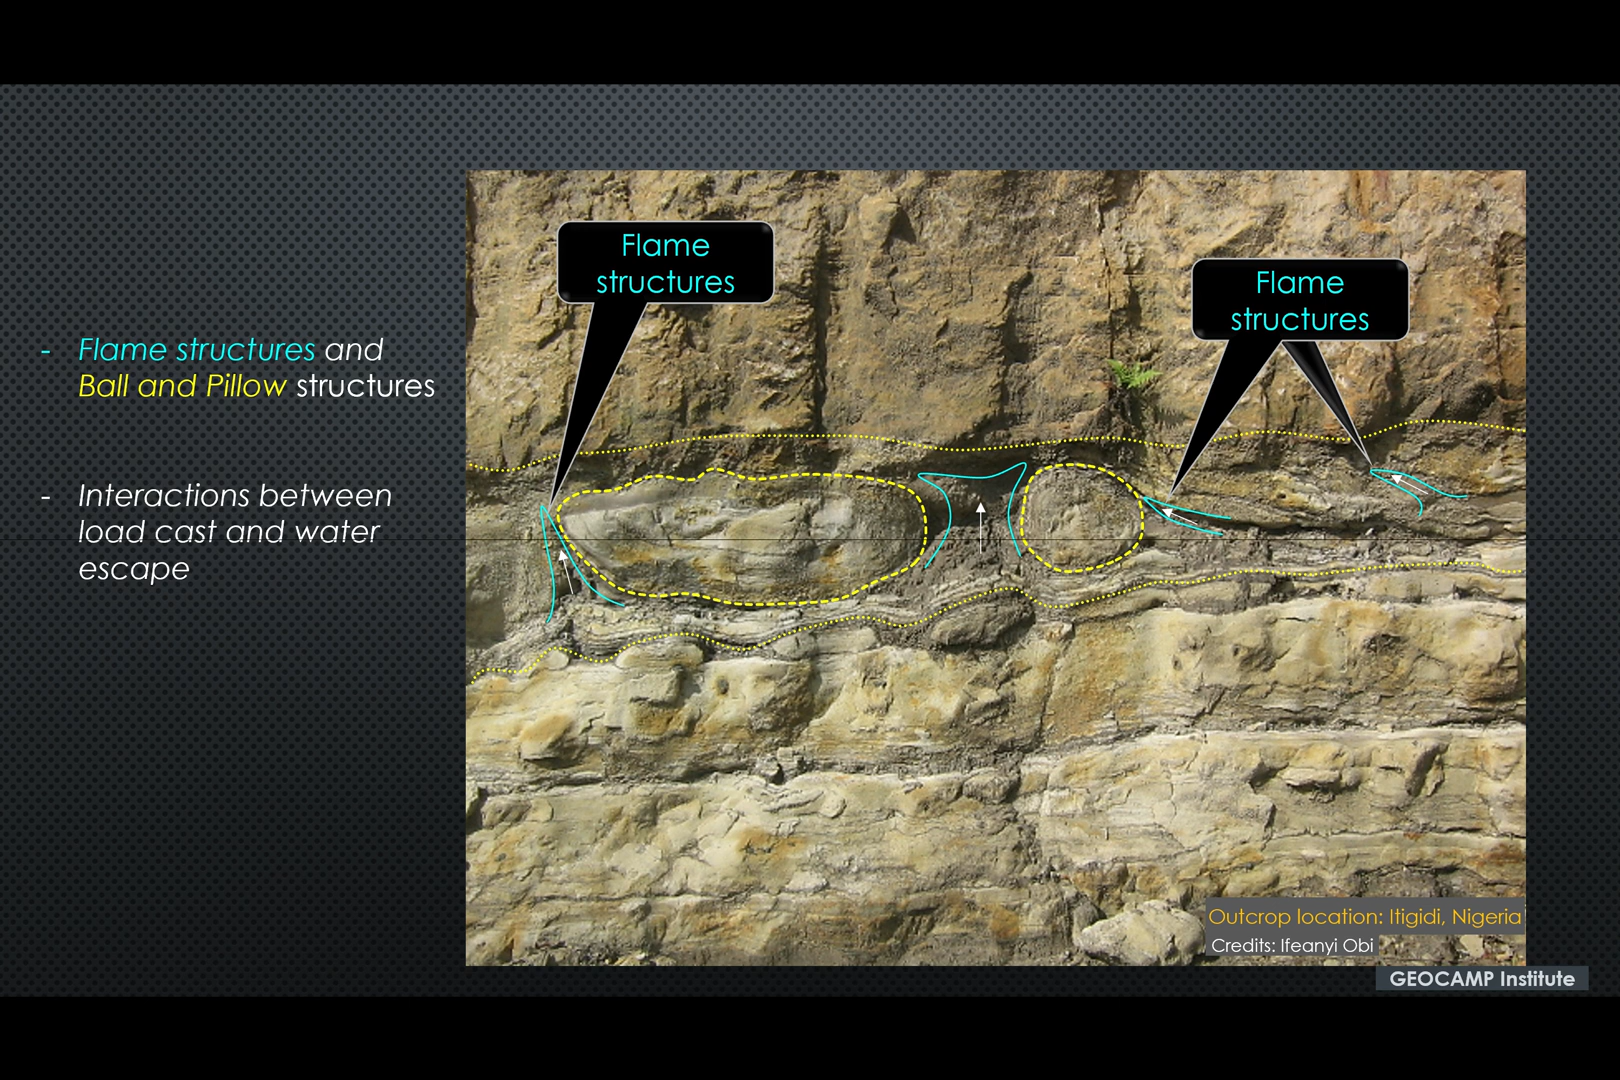 - Flame structures and
Ball and Pillow structures
- Interactions between
load cast and water
escape
Flame
structures
Flame
structures
Outcrop location: Itigidi, Nigeria
Credits: Ifeanyi Obi
GEOCAMP Institute